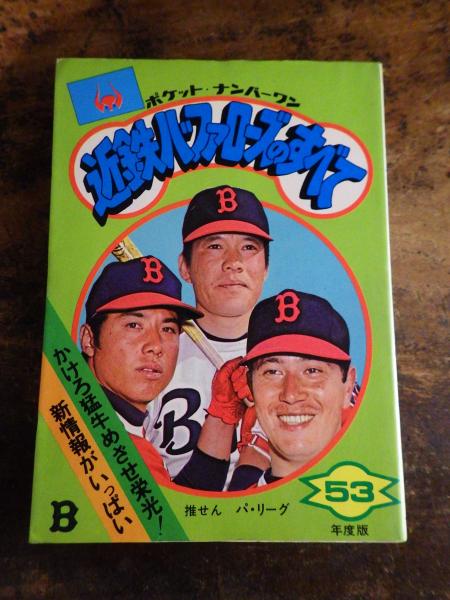 ポケット・ナンバーワン
近鉄バファローズのすべて
B
B
B
B
かけろ猛牛めざせ栄光!
新情報がいっぱい
B
推せん パ・リーグ
53
年度版